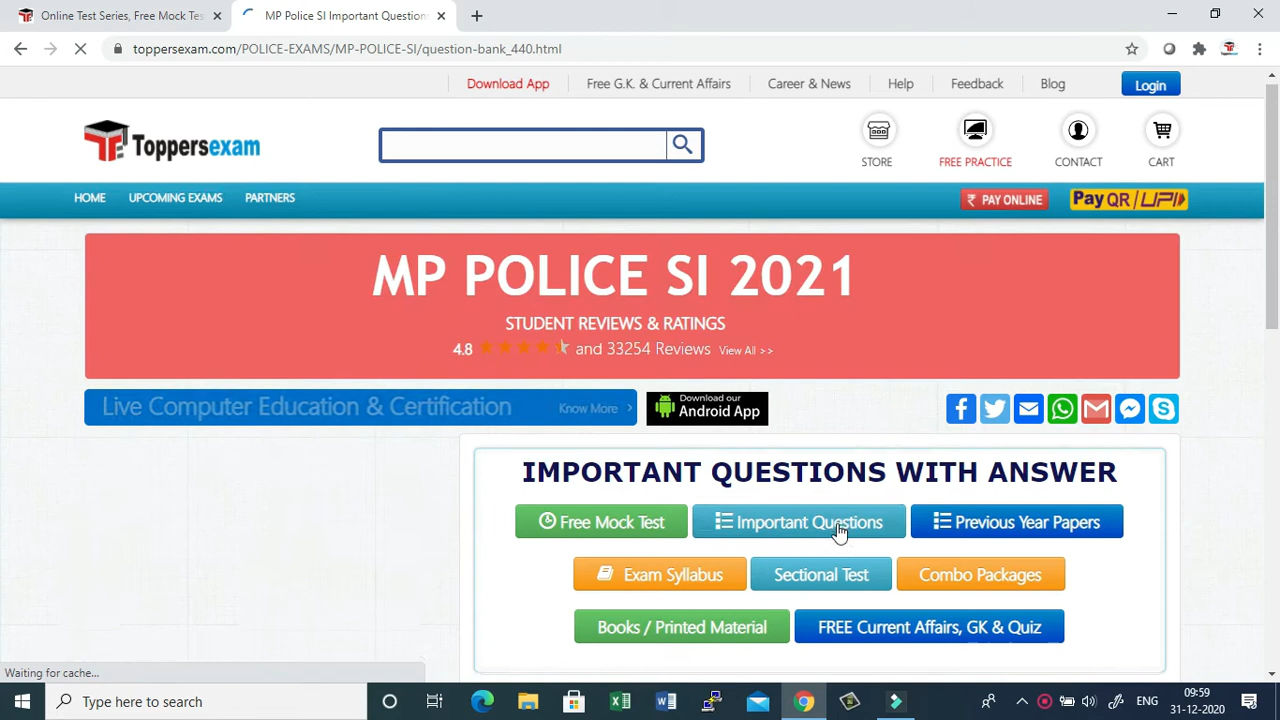 Online Test Series, Free Mock Tes
MP Police SI Important Question
toppersexam.com/POLICE-EXAMS/MP-POLICE-SI/question-bank_440.html
Download App
Free G.K. & Current Affairs
Career & News
Help
Feedback
Blog
Login
Toppersexam
STORE
FREE PRACTICE
CONTACT
CART
HOME
UPCOMING EXAMS
PARTNERS
₹ PAY ONLINE
Pay QR / UPI
MP POLICE SI 2021
STUDENT REVIEWS & RATINGS
4.8 and 33254 Reviews View All >>
Live Computer Education & Certification
Know More >
Download our
Android App
IMPORTANT QUESTIONS WITH ANSWER
Free Mock Test
Important Questions
Previous Year Papers
Exam Syllabus
Sectional Test
Combo Packages
Books / Printed Material
FREE Current Affairs, GK & Quiz
Waiting for cache...
Type here to search
ENG
09:59
31-12-2020